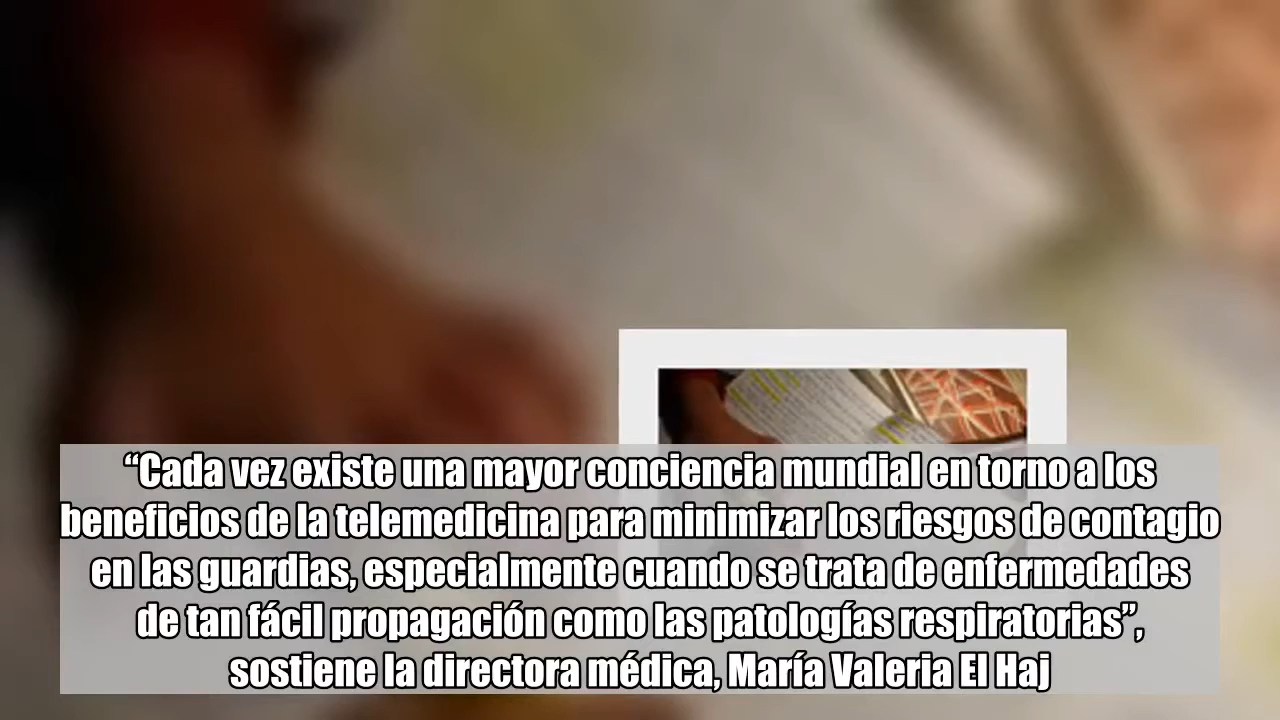 “Cada vez existe una mayor conciencia mundial en torno a los
beneficios de la telemedicina para minimizar los riesgos de contagio
en las guardias, especialmente cuando se trata de enfermedades
de tan fácil propagación como las patologías respiratorias”,
sostiene la directora médica, María Valeria El Haj